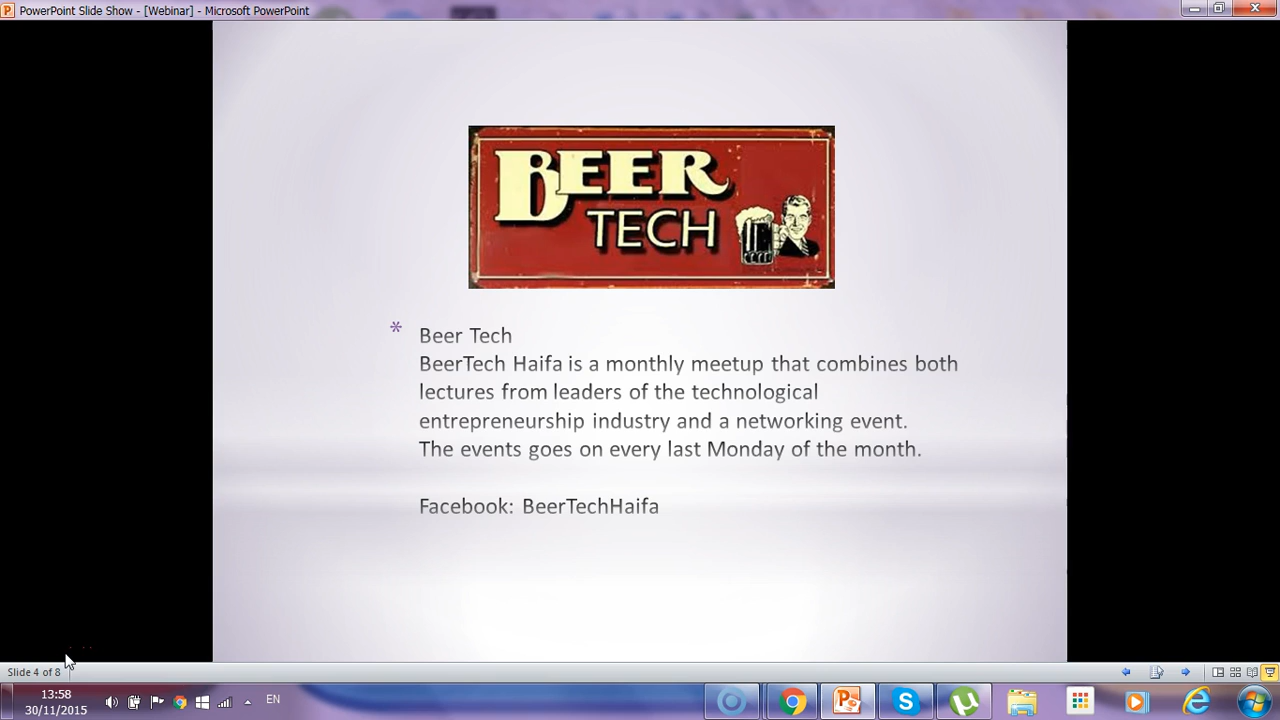 PowerPoint Slide Show - [Webinar] - Microsoft PowerPoint
BEER
TECH
* Beer Tech
BeerTech Haifa is a monthly meetup that combines both
lectures from leaders of the technological
entrepreneurship industry and a networking event.
The events goes on every last Monday of the month.
Facebook: BeerTechHaifa
Slide 4 of 8
13:58
30/11/2015
EN